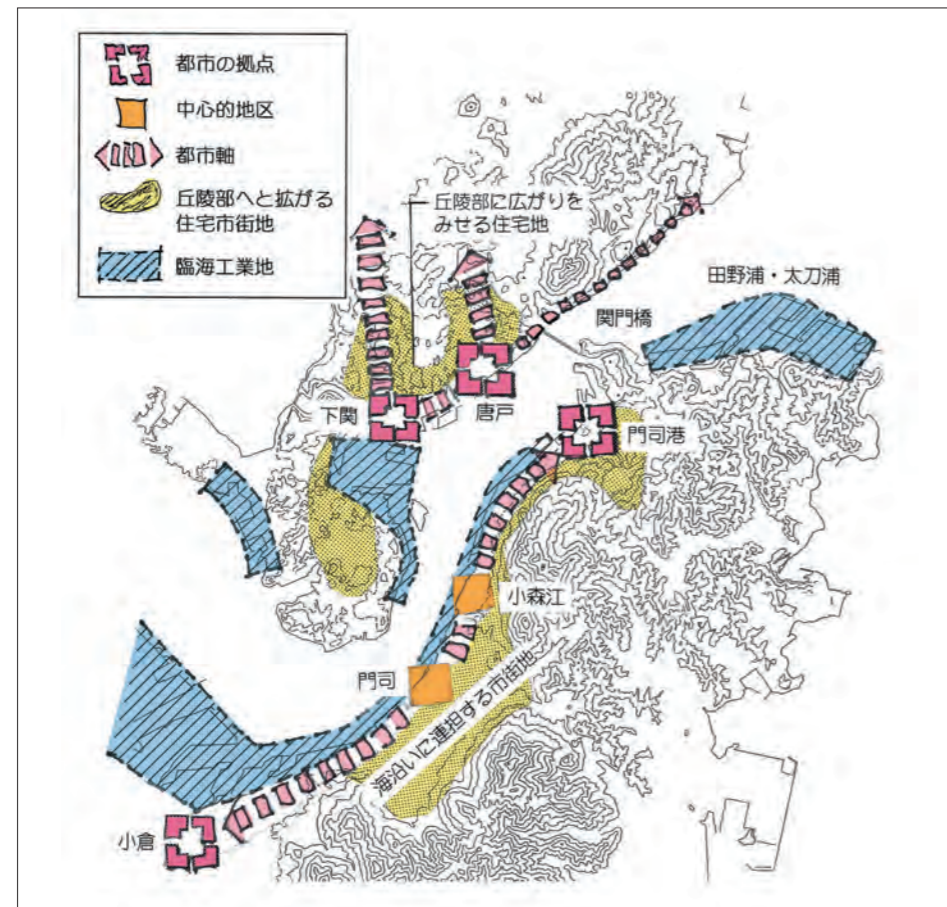 都市の拠点
中心的地区
都市軸
丘陵部へと拡がる
住宅市街地
臨海工業地
丘陵部に広がりを
みせる住宅地
田野浦・太刀浦
関門橋
下関
唐戸
門司港
小森江
門司
海沿いに連担する市街地
小倉